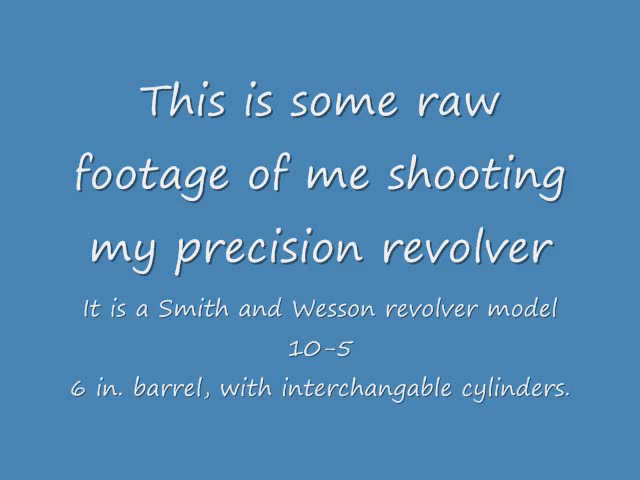 This is some raw
footage of me shooting
my precision revolver
It is a Smith and Wesson revolver model
10-5
6 in. barrel, with interchangable cylinders.